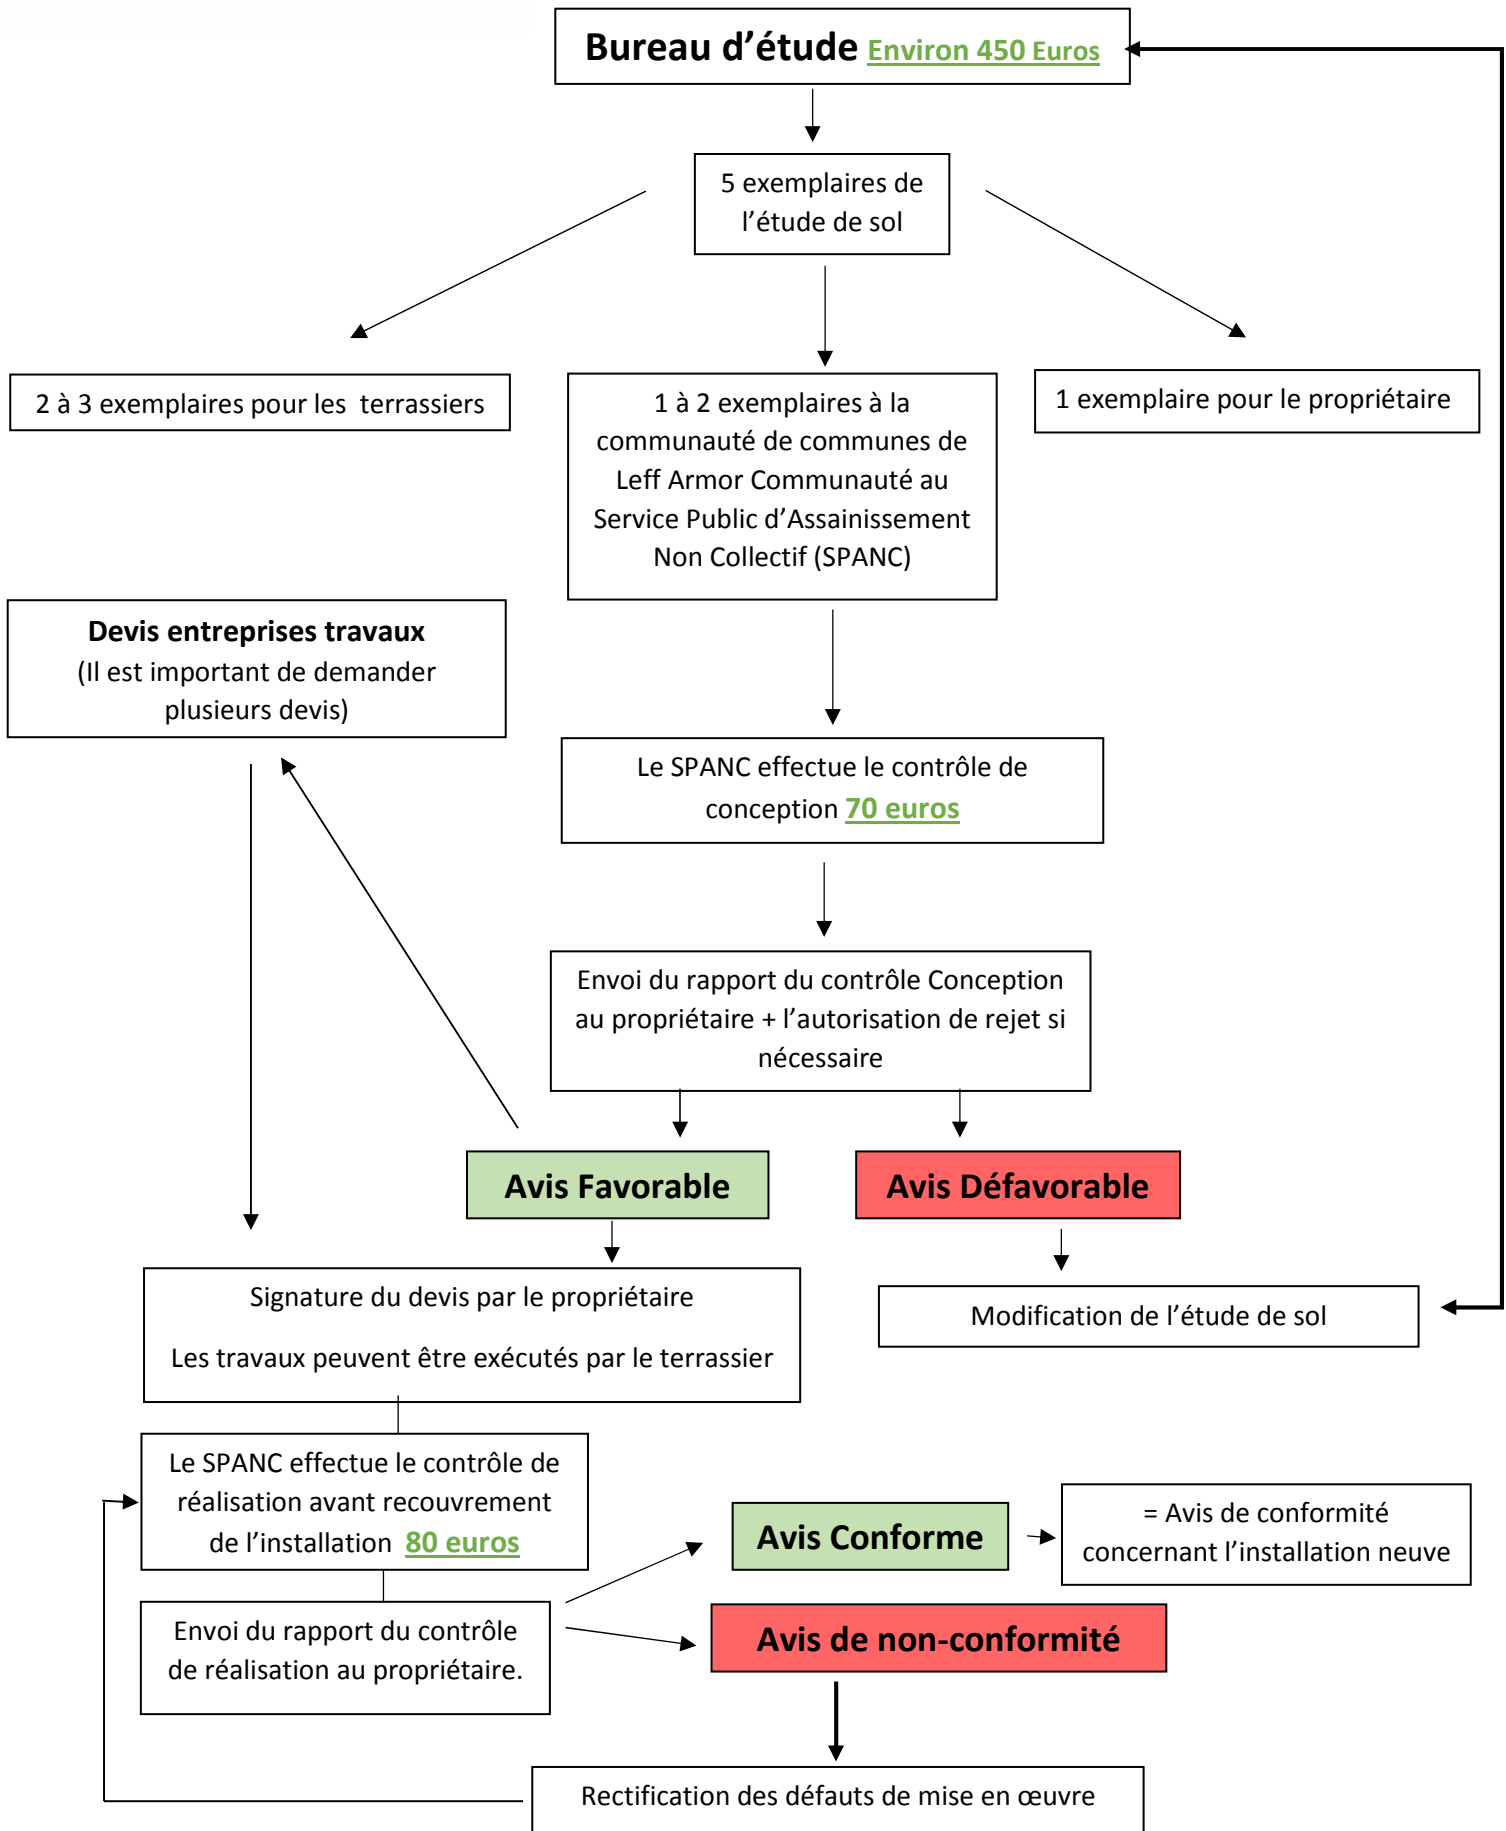 Bureau d’étude Environ 450 Euros
5 exemplaires de
l’étude de sol
2 à 3 exemplaires pour les  terrassiers
1 à 2 exemplaires à la
communauté de communes de
Leff Armor Communauté au
Service Public d’Assainissement
Non Collectif (SPANC)
1 exemplaire pour le propriétaire
Devis entreprises travaux
(Il est important de demander
plusieurs devis)
Le SPANC effectue le contrôle de
conception 70 euros
Envoi du rapport du contrôle Conception
au propriétaire + l’autorisation de rejet si
nécessaire
Avis Favorable
Avis Défavorable
Signature du devis par le propriétaire
Les travaux peuvent être exécutés par le terrassier
Modification de l’étude de sol
Le SPANC effectue le contrôle de
réalisation avant recouvrement
de l’installation  80 euros
Avis Conforme
= Avis de conformité
concernant l’installation neuve
Envoi du rapport du contrôle
de réalisation au propriétaire.
Avis de non-conformité
Rectification des défauts de mise en œuvre